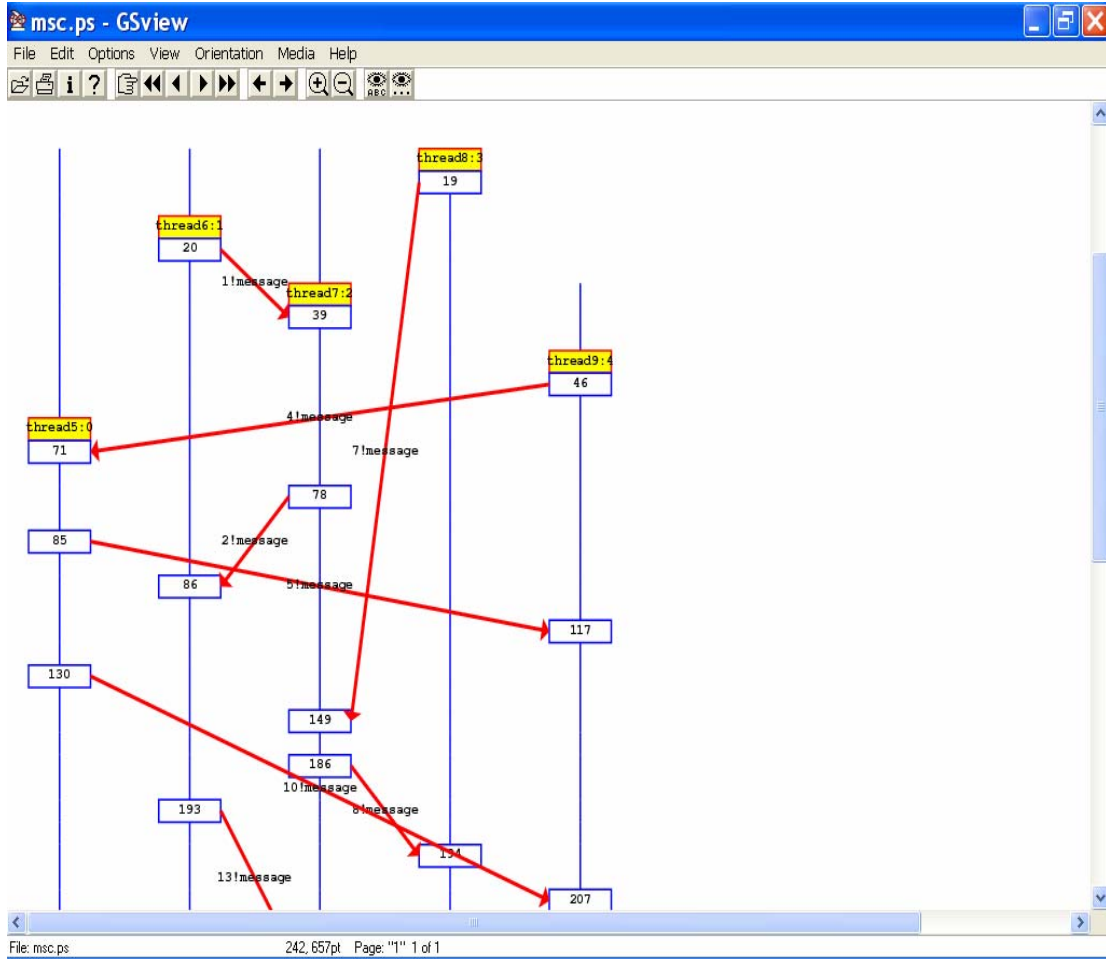 msc.ps - GSview
File Edit Options View Orientation Media Help
ABC
thread8:3
19
thread6:1
20
1!message
thread7:2
39
thread9:4
46
4!message
thread5:0
71
7!message
78
85
2!message
86
5!message
117
130
149
186
10!message
8!message
193
194
13!message
207
File: msc.ps 242, 657pt Page: "1" 1 of 1